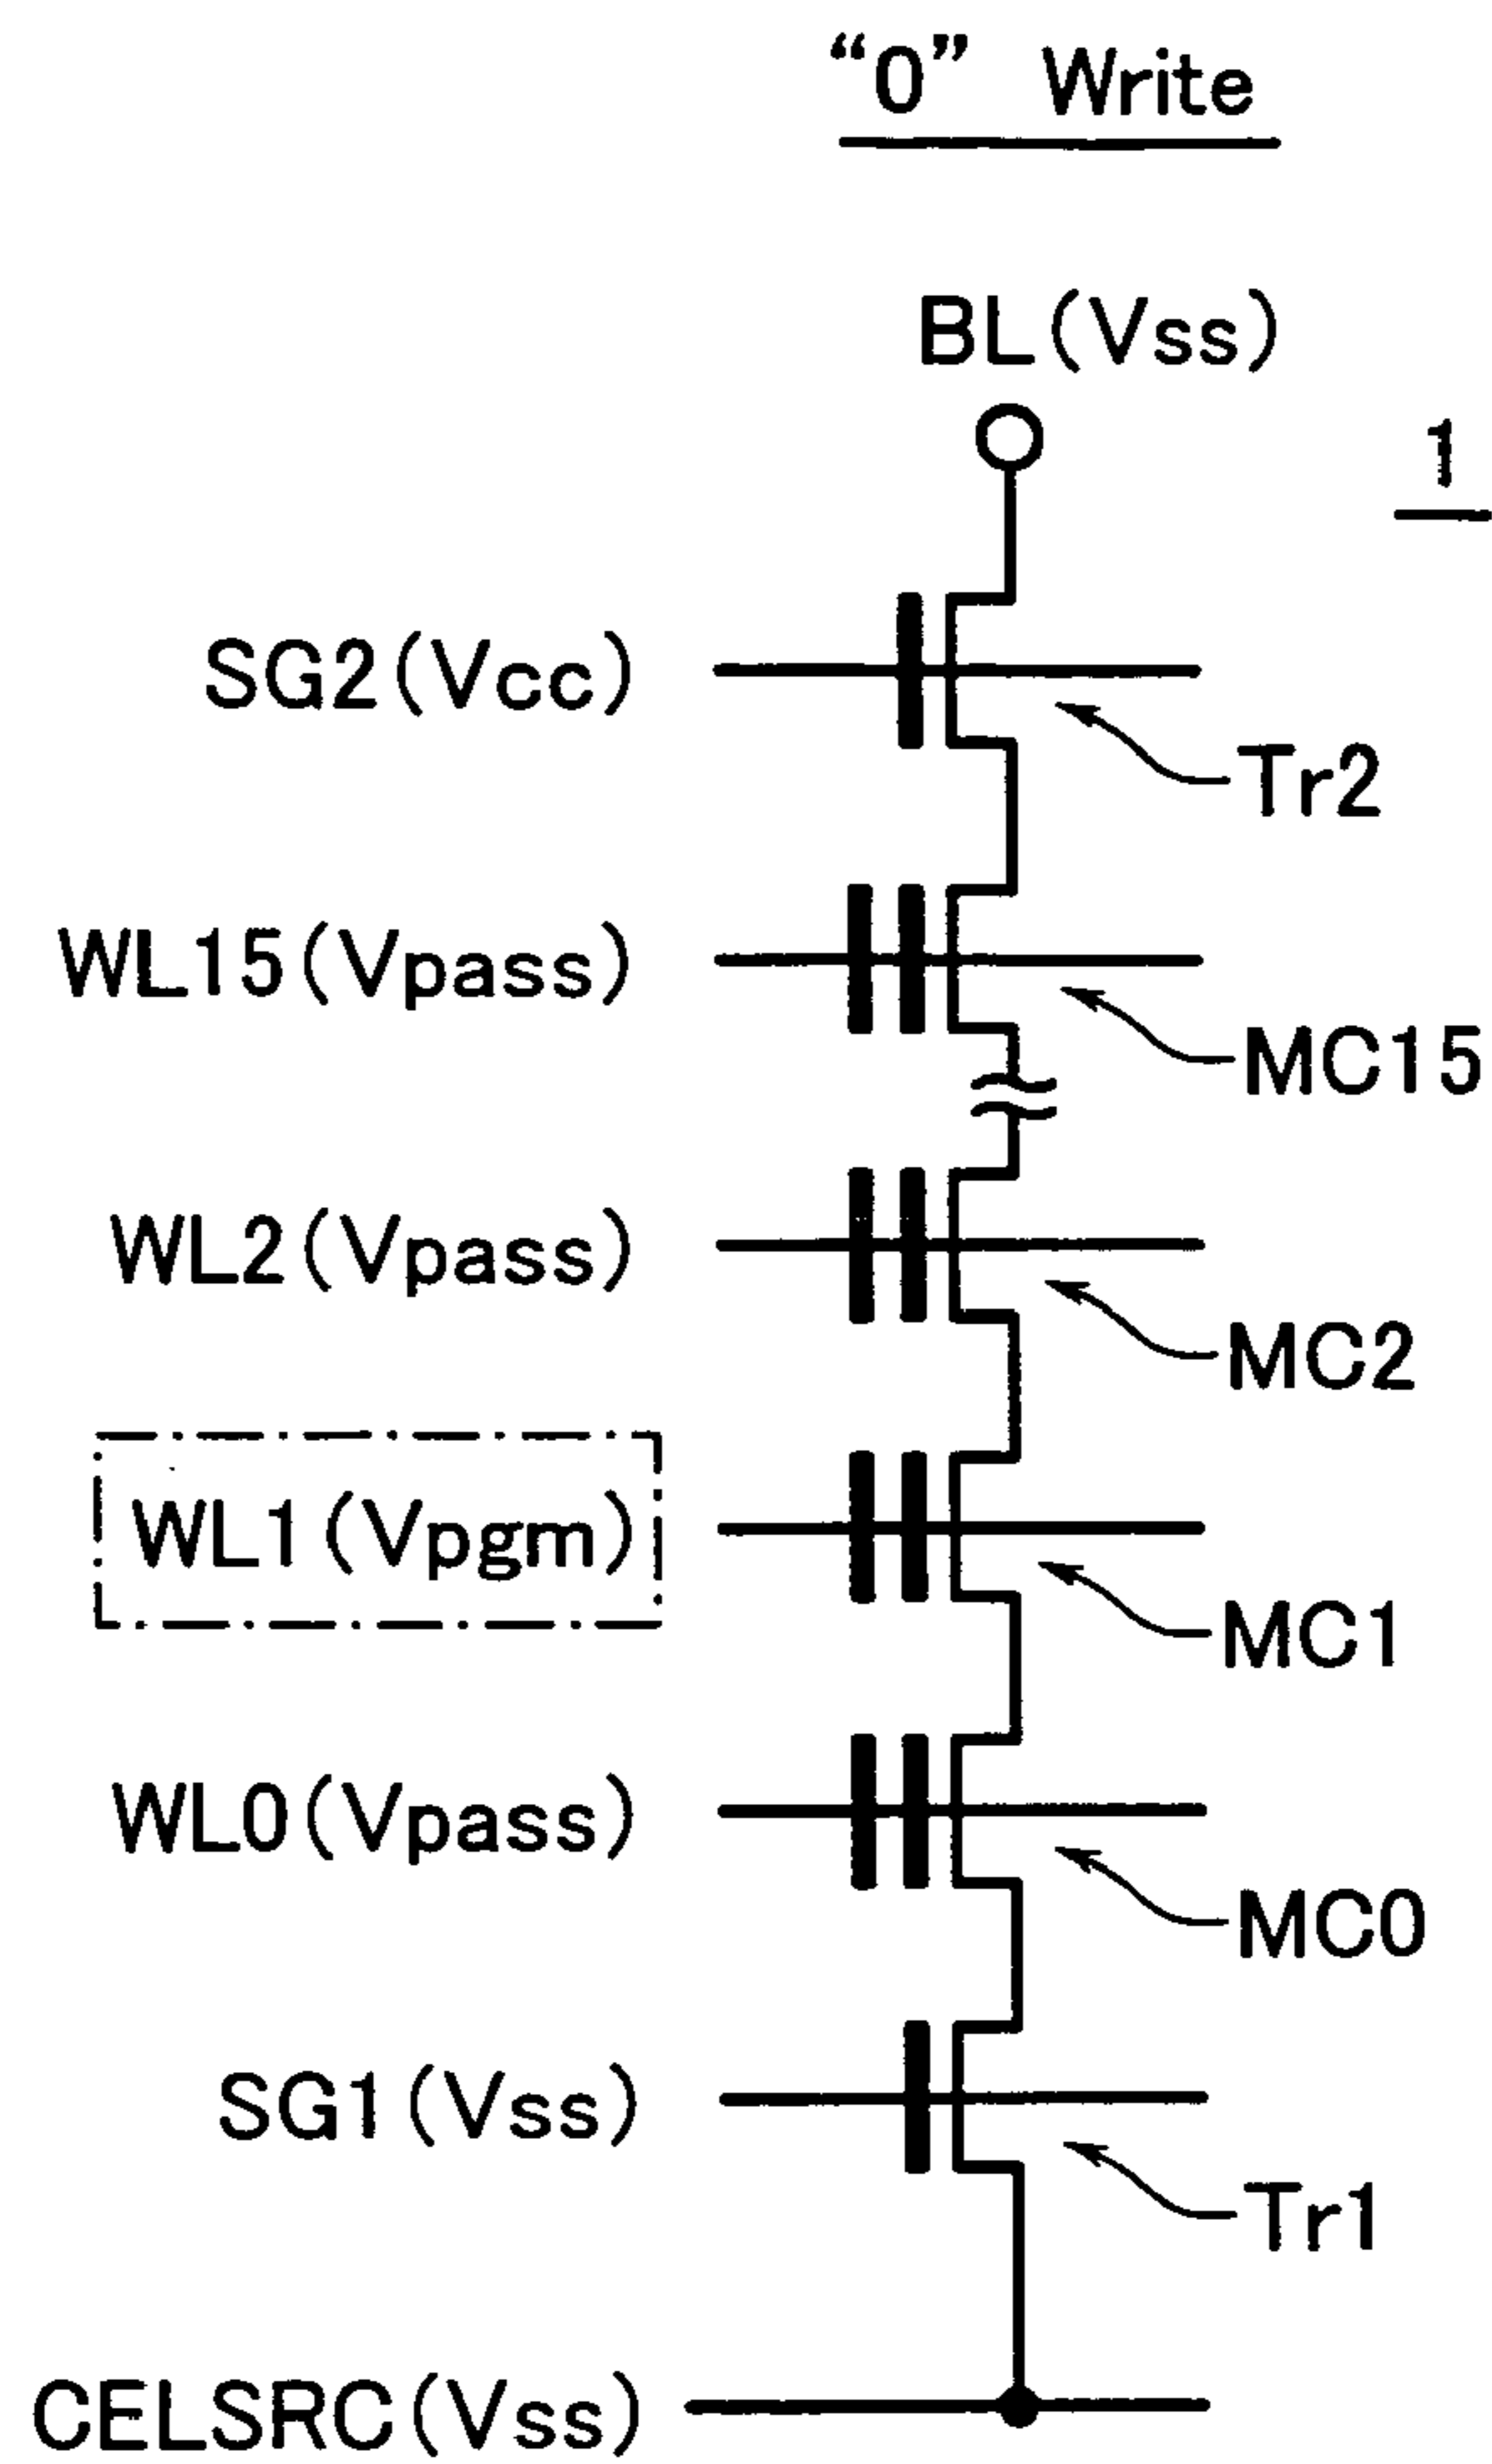 “0” Write
BL(Vss)
1
SG2(Vcc)
Tr2
WL15(Vpass)
MC15
WL2(Vpass)
MC2
WL1(Vpgm)
MC1
WL0(Vpass)
MC0
SG1(Vss)
Tr1
CELSRC(Vss)